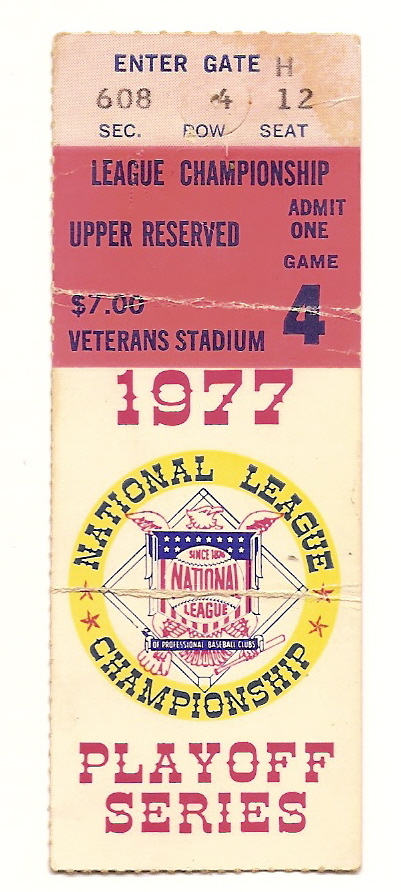 ENTER GATE H
608 4 12
SEC. ROW SEAT
LEAGUE CHAMPIONSHIP
UPPER RESERVED
ADMIT
ONE
GAME
4
$7.00
VETERANS STADIUM
1977
NATIONAL LEAGUE
SINCE 1876
NATIONAL
LEAGUE
OF PROFESSIONAL BASEBALL CLUBS
CHAMPIONSHIP
PLAYOFF
SERIES